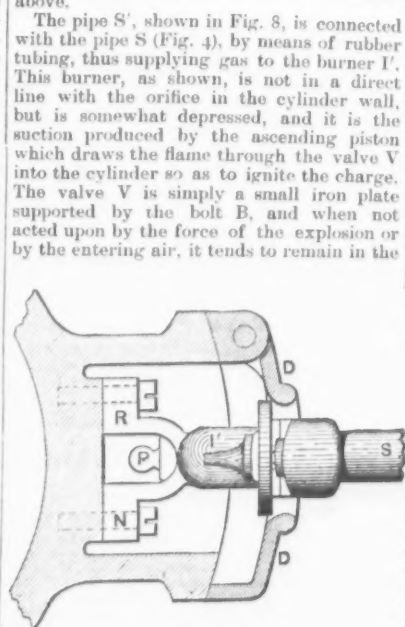 above.
The pipe S', shown in Fig. 8, is connected
with the pipe S (Fig. 4), by means of rubber
tubing, thus supplying gas to the burner I'.
This burner, as shown, is not in a direct
line with the orifice in the cylinder wall,
but is somewhat depressed, and it is the
suction produced by the ascending piston
which draws the flame through the valve V
into the cylinder so as to ignite the charge.
The valve V is simply a small iron plate
supported by the bolt B, and when not
acted upon by the force of the explosion or
by the entering air, it tends to remain in the
D
R
I'
P
S
N
D